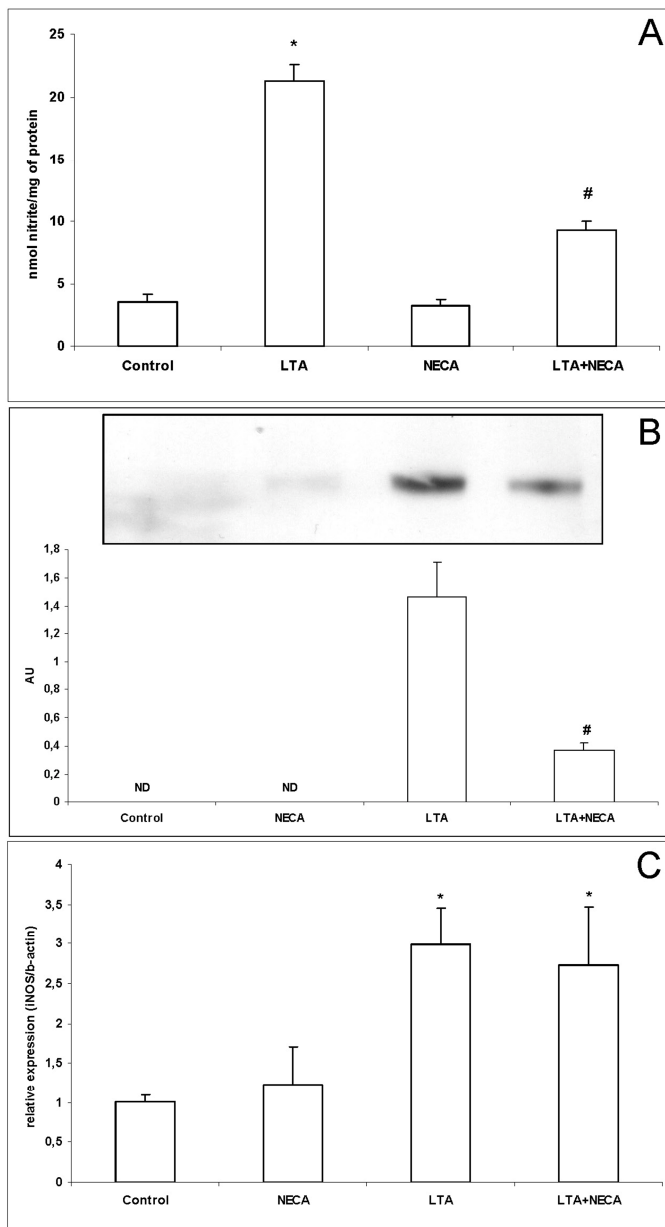 A
nmol nitrite/mg of protein
25
20
15
10
5
0
*
#
Control LTA NECA LTA+NECA
B
AU
1,8
1,6
1,4
1,2
1
0,8
0,6
0,4
0,2
0
ND ND #
Control NECA LTA LTA+NECA
C
relative expression (iNOS/b-actin)
4
3,5
3
2,5
2
1,5
1
0,5
0
* *
Control NECA LTA LTA+NECA